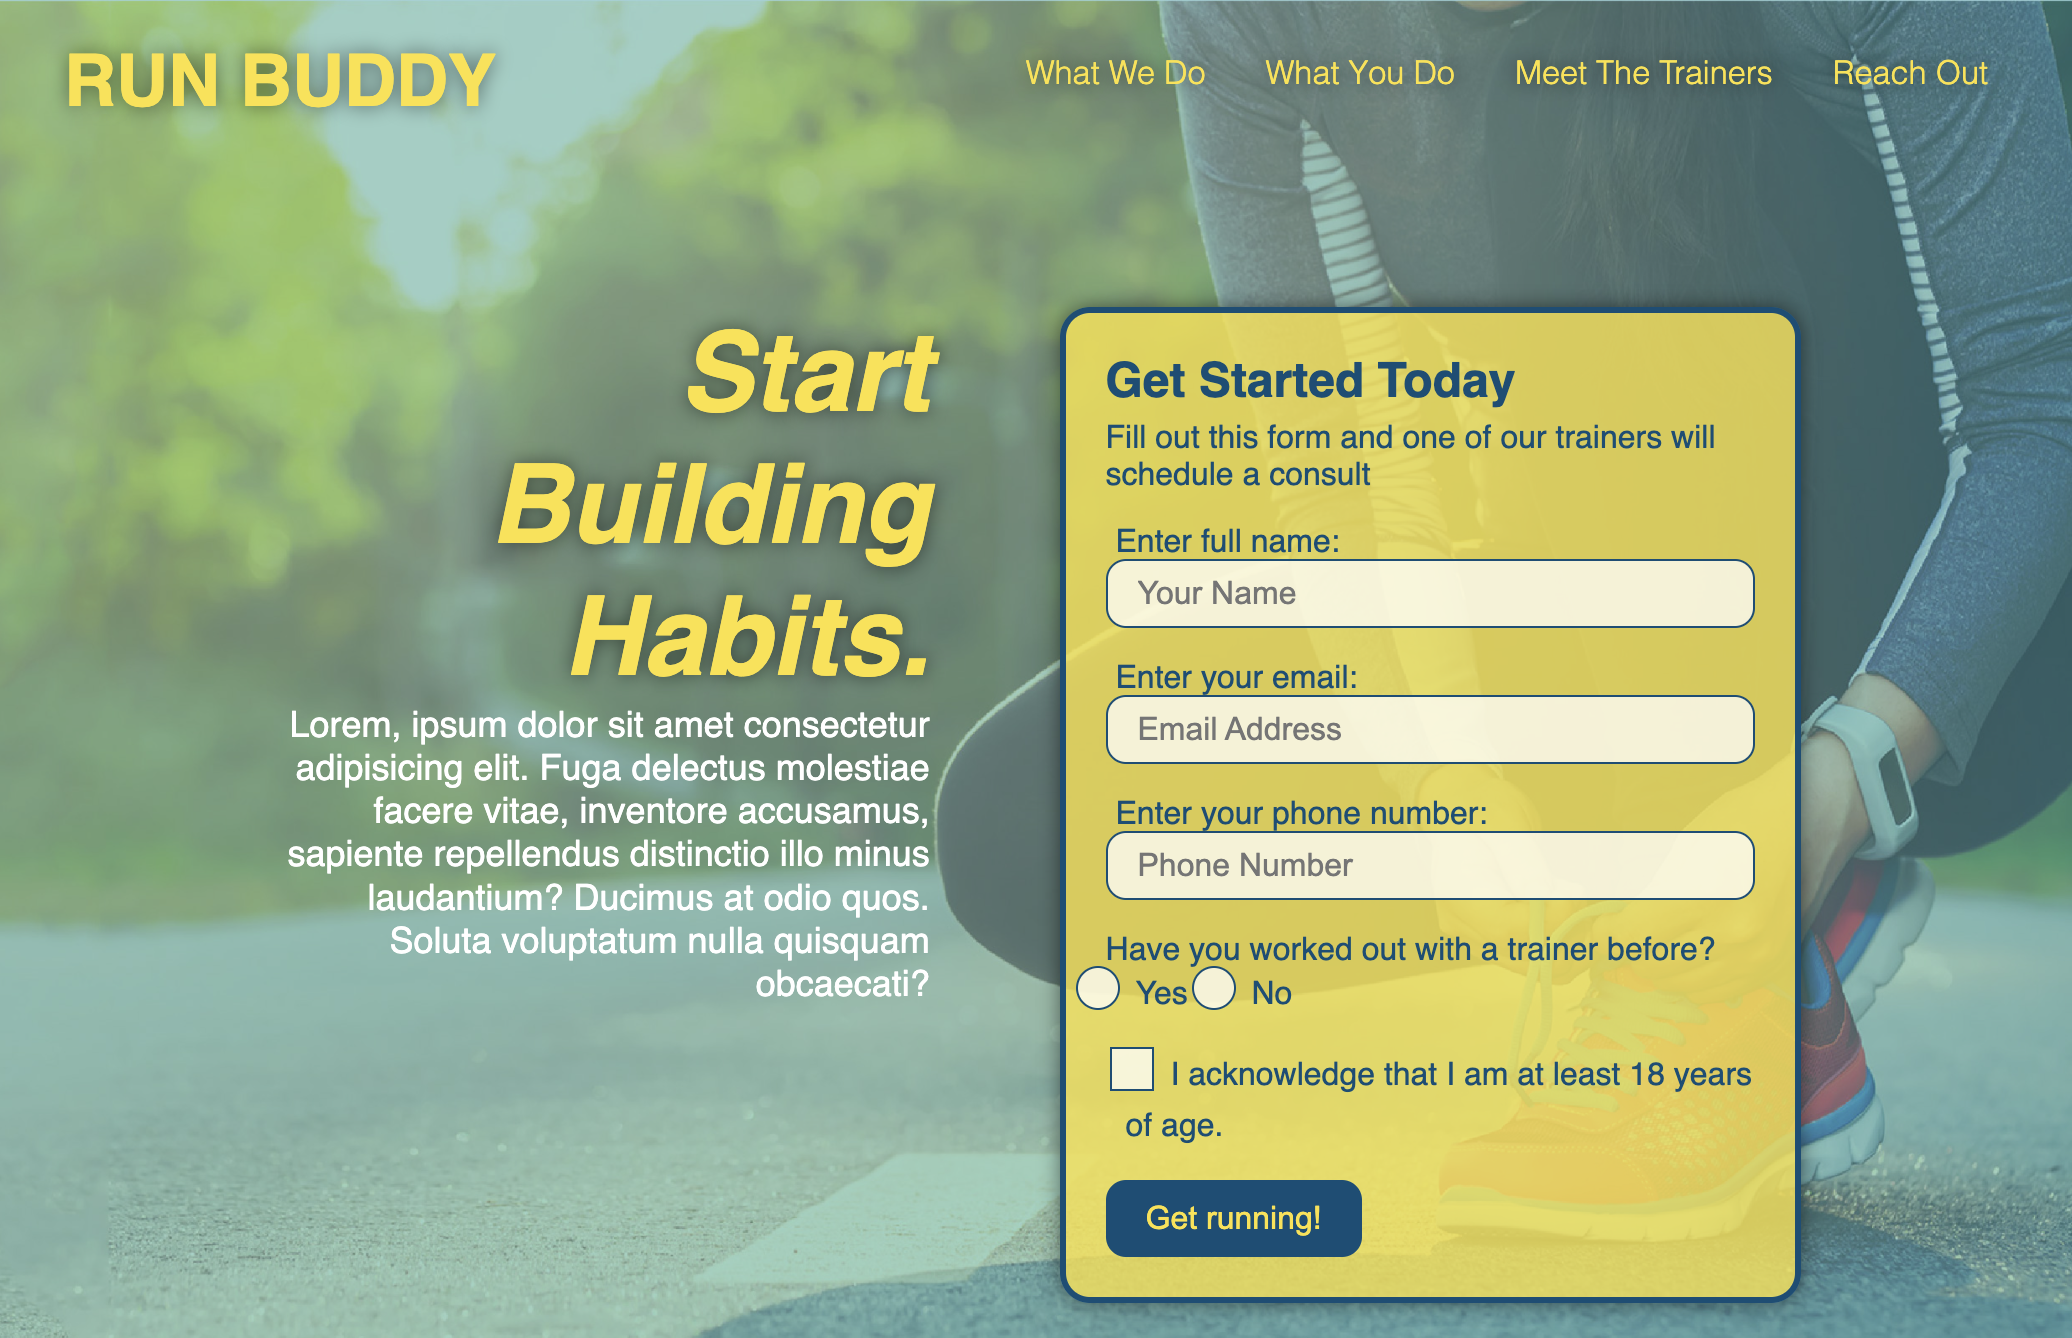 RUN BUDDY
What We Do What You Do Meet The Trainers Reach Out
Start
Building
Habits.
Lorem, ipsum dolor sit amet consectetur
adipisicing elit. Fuga delectus molestiae
facere vitae, inventore accusamus,
sapiente repellendus distinctio illo minus
laudantium? Ducimus at odio quos.
Soluta voluptatum nulla quisquam
obcaecati?
Get Started Today
Fill out this form and one of our trainers will
schedule a consult
Enter full name:
Your Name
Enter your email:
Email Address
Enter your phone number:
Phone Number
Have you worked out with a trainer before?
Yes No
I acknowledge that I am at least 18 years
of age.
Get running!